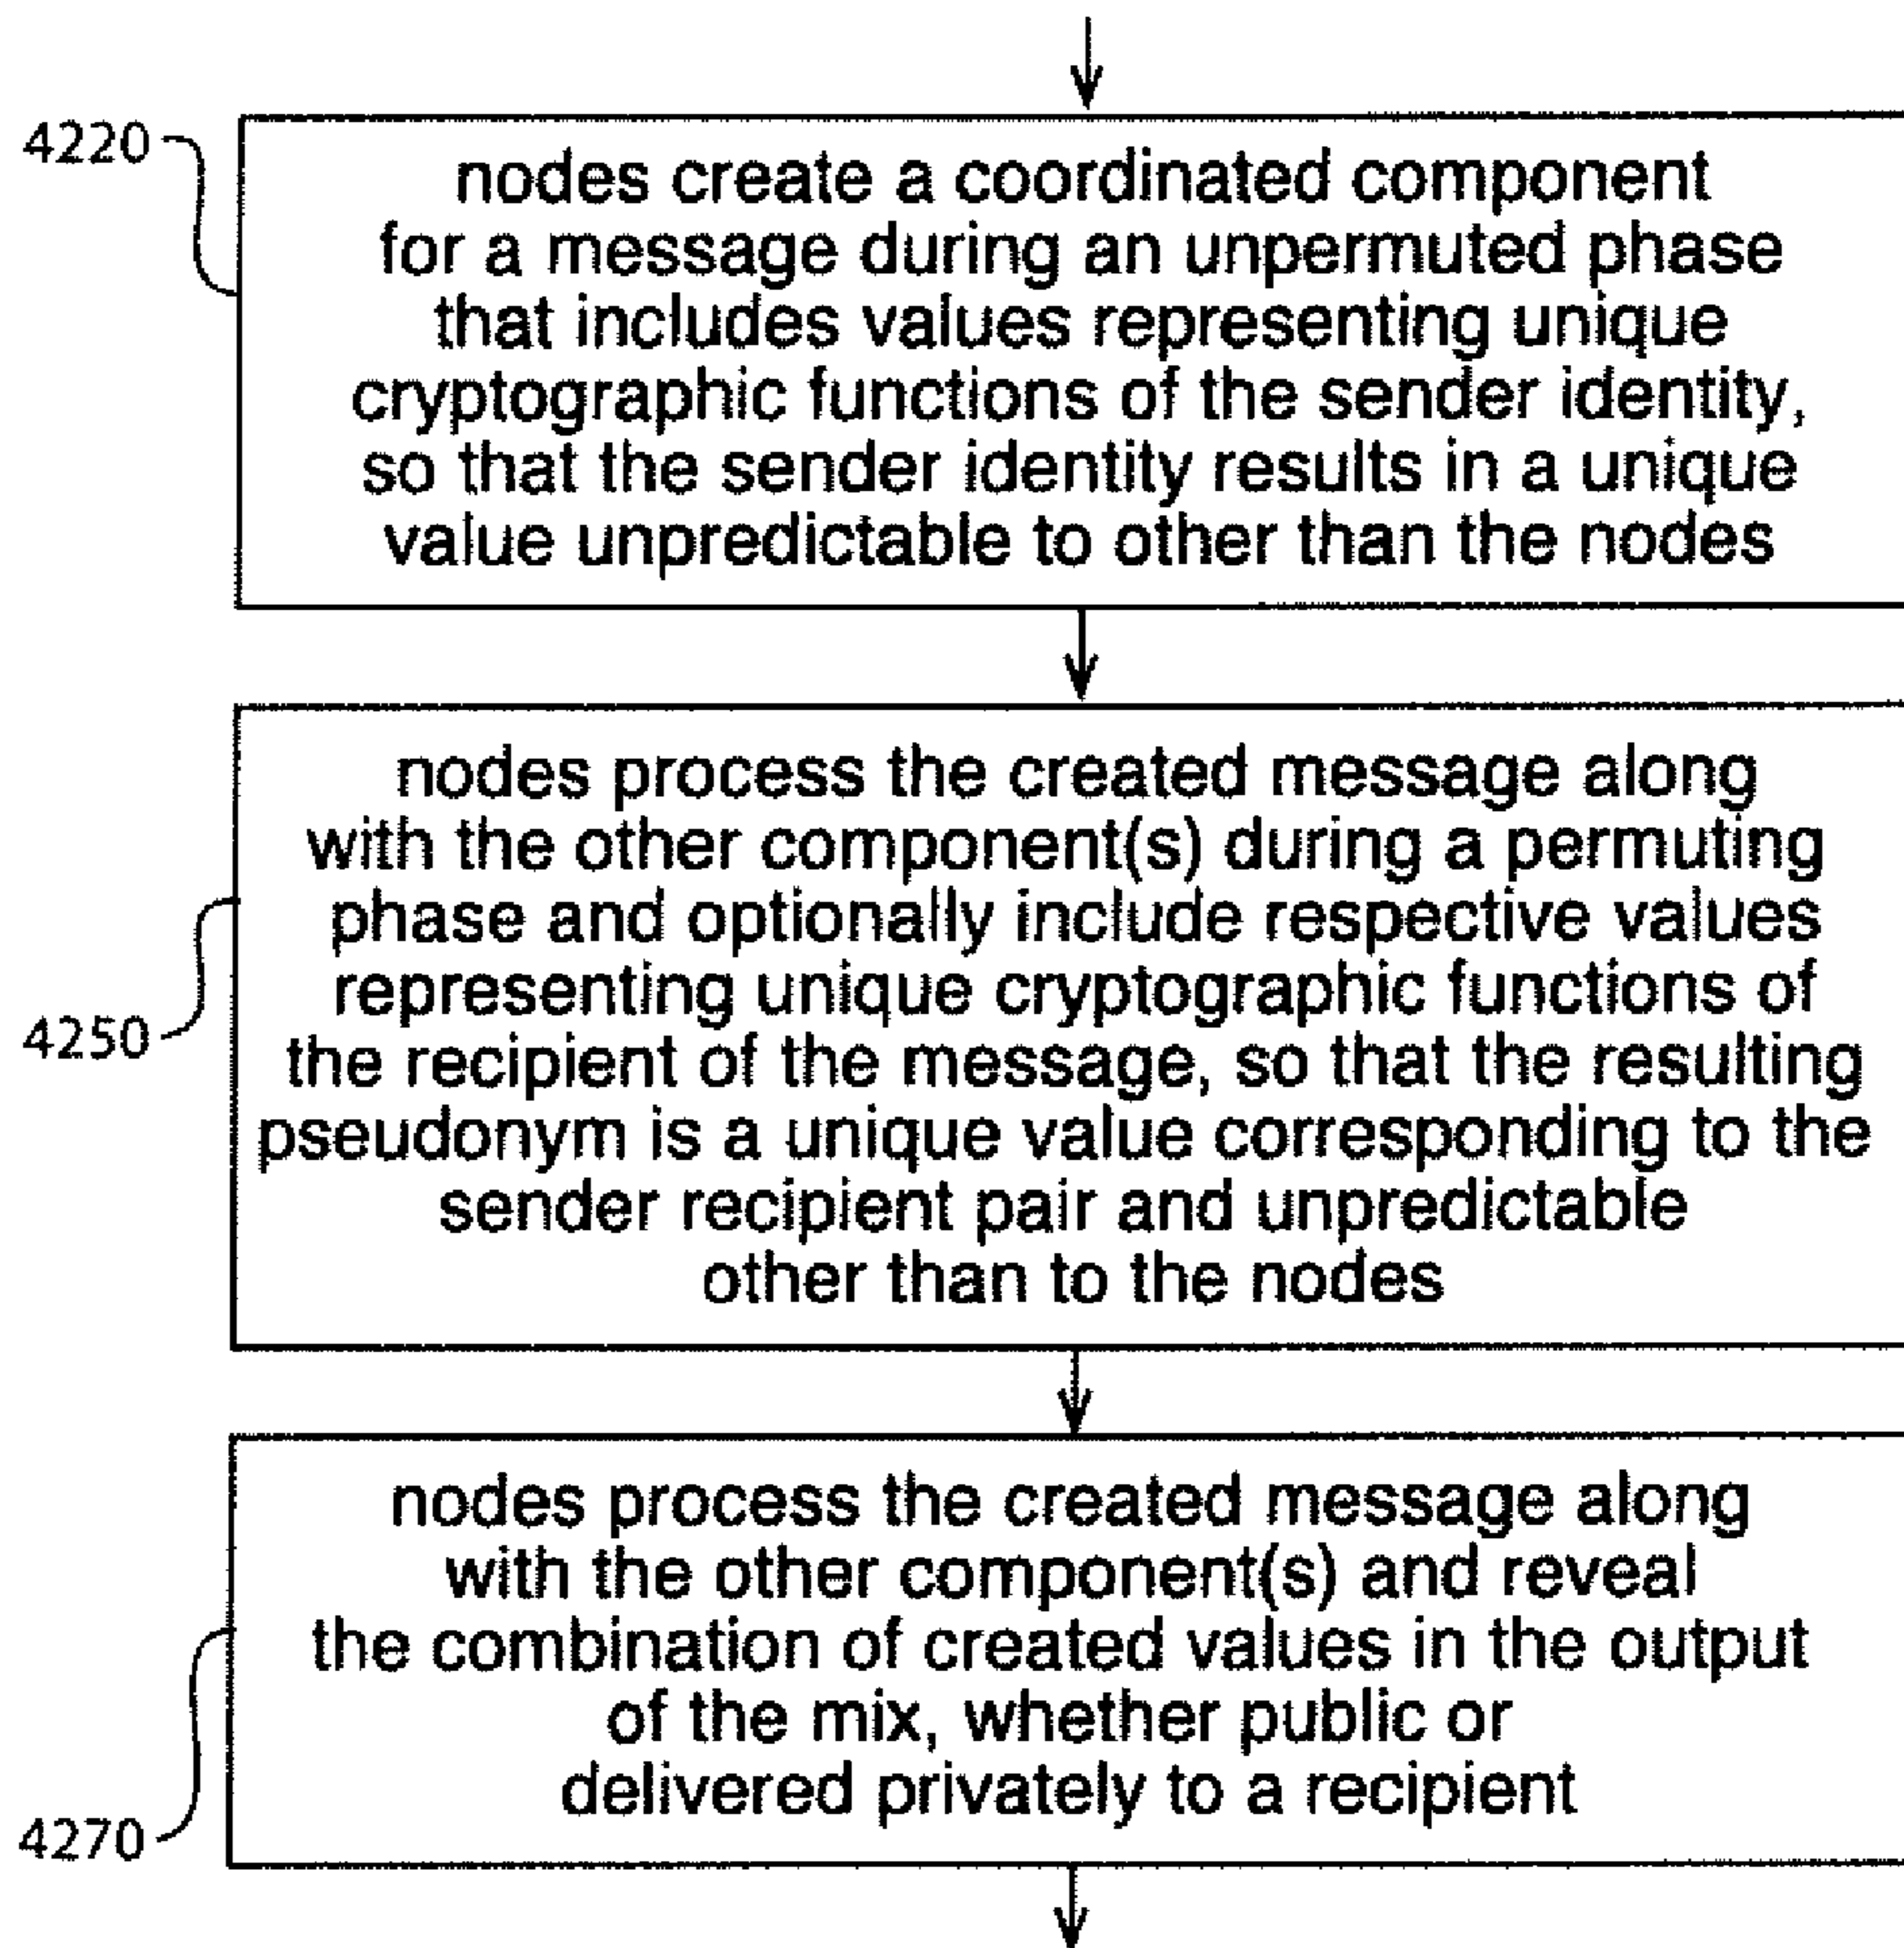 4220
nodes create a coordinated component
for a message during an unpermuted phase
that includes values representing unique
cryptographic functions of the sender identity,
so that the sender identity results in a unique
value unpredictable to other than the nodes
4250
nodes process the created message along
with the other component(s) during a permuting
phase and optionally include respective values
representing unique cryptographic functions of
the recipient of the message, so that the resulting
pseudonym is a unique value corresponding to the
sender recipient pair and unpredictable
other than to the nodes
4270
nodes process the created message along
with the other component(s) and reveal
the combination of created values in the output
of the mix, whether public or
delivered privately to a recipient